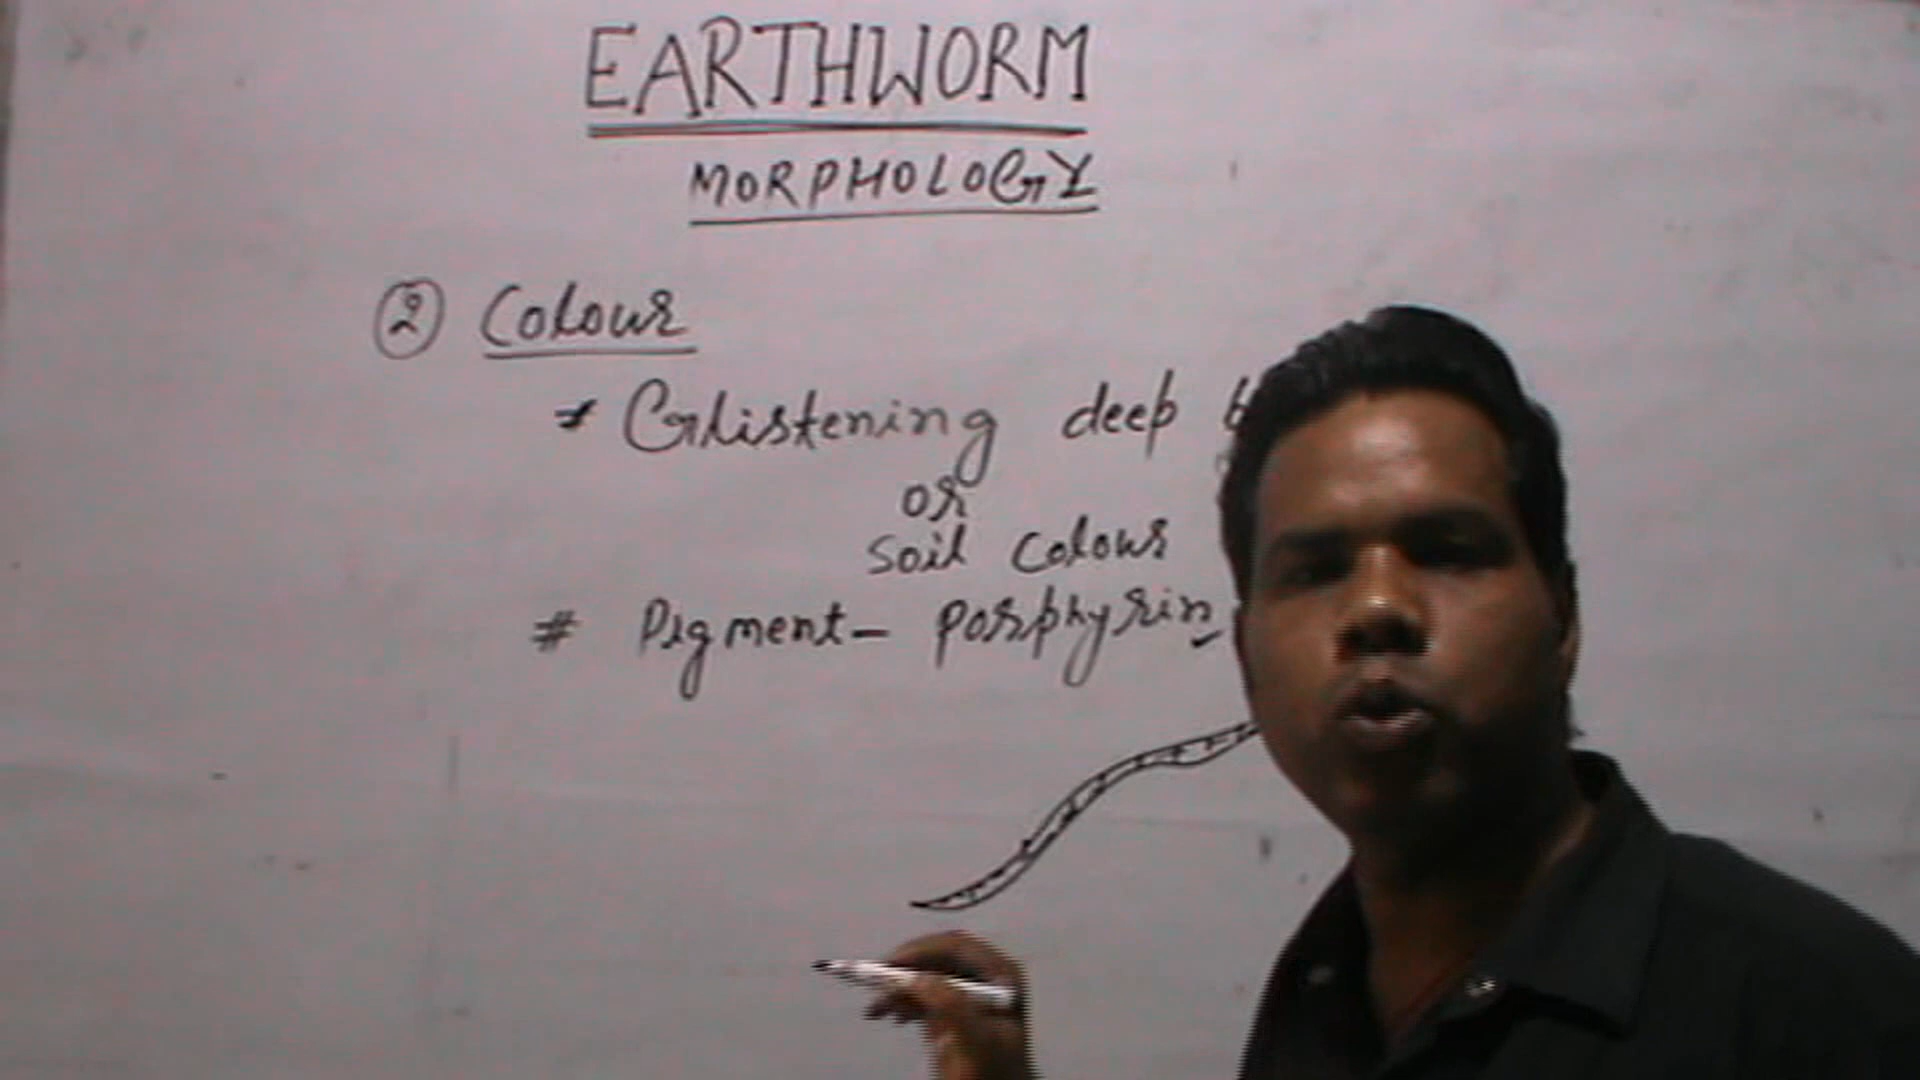 EARTHWORM
MORPHOLOGY
② Colour
* Glistening deep
or
soil colour
# Pigment - porphyrin